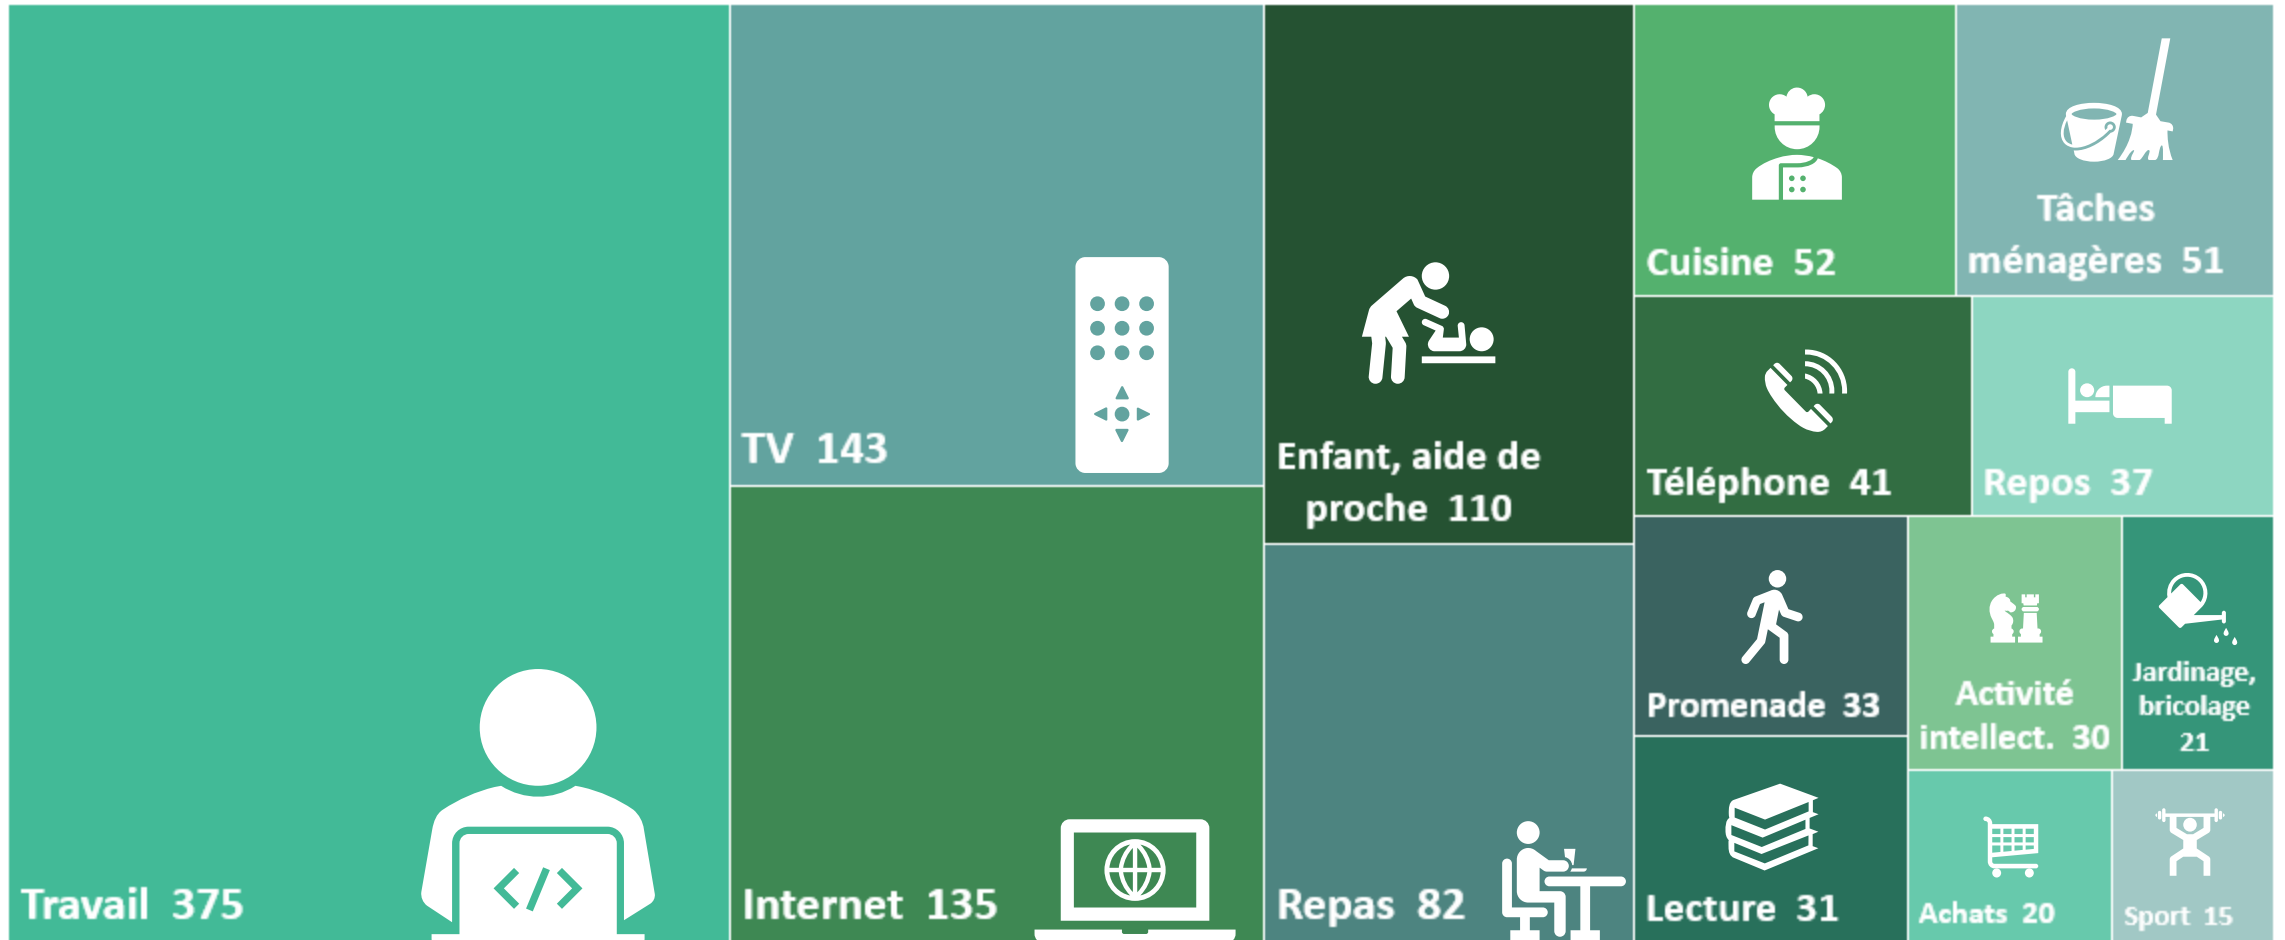 Travail 375
TV 143
Internet 135
Enfant, aide de
proche 110
Repas 82
Cuisine 52
Tâches
ménagères 51
Téléphone 41
Repos 37
Promenade 33
Activité
intellect. 30
Jardinage,
bricolage
21
Lecture 31
Achats 20
Sport 15